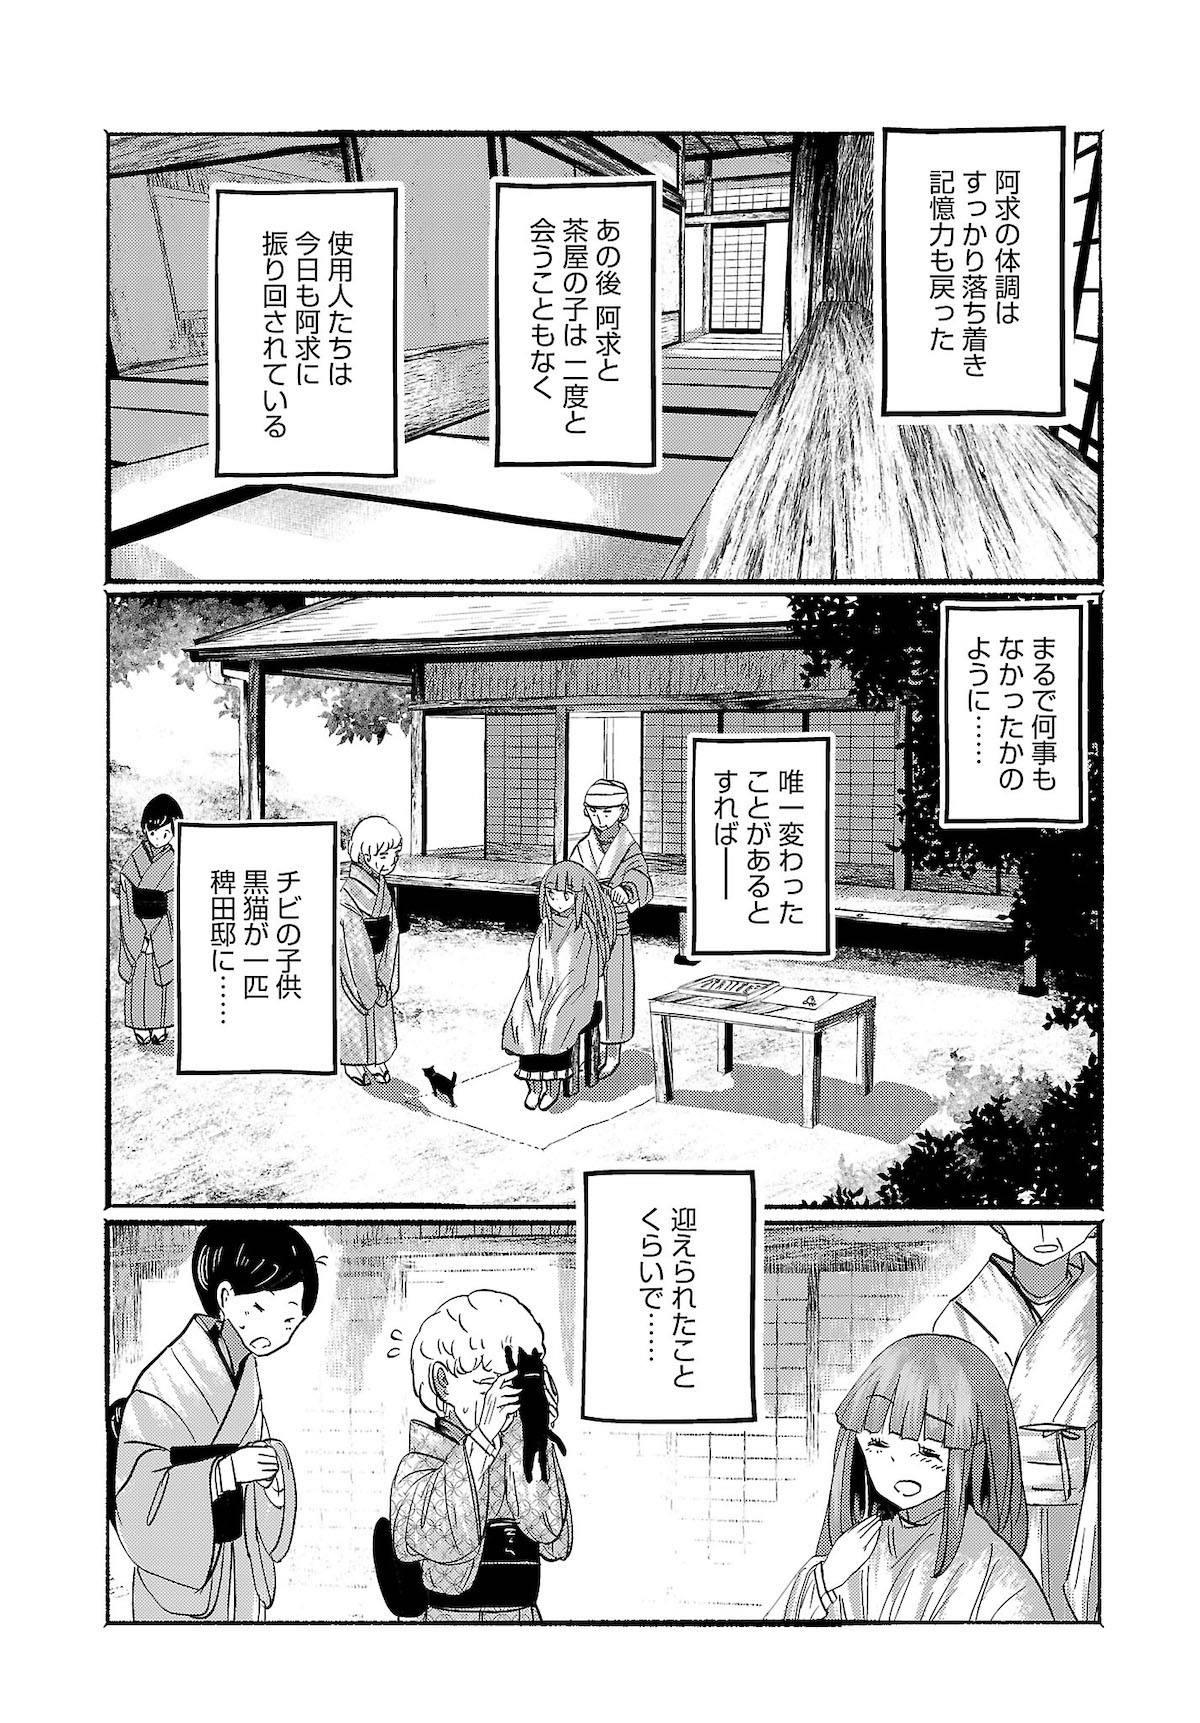 阿求の体調は
すっかり落ち着き
記憶力も戻った
あの後 阿求と
茶屋の子は 二度と
会うこともなく
使用人たちは
今日も阿求に
振り回されている
まるで何事も
なかったかの
ように……
唯一変わった
ことがあると
すれば――
チビの子供
黒猫が一匹
稗田邸に……
迎えられたこと
くらいで……